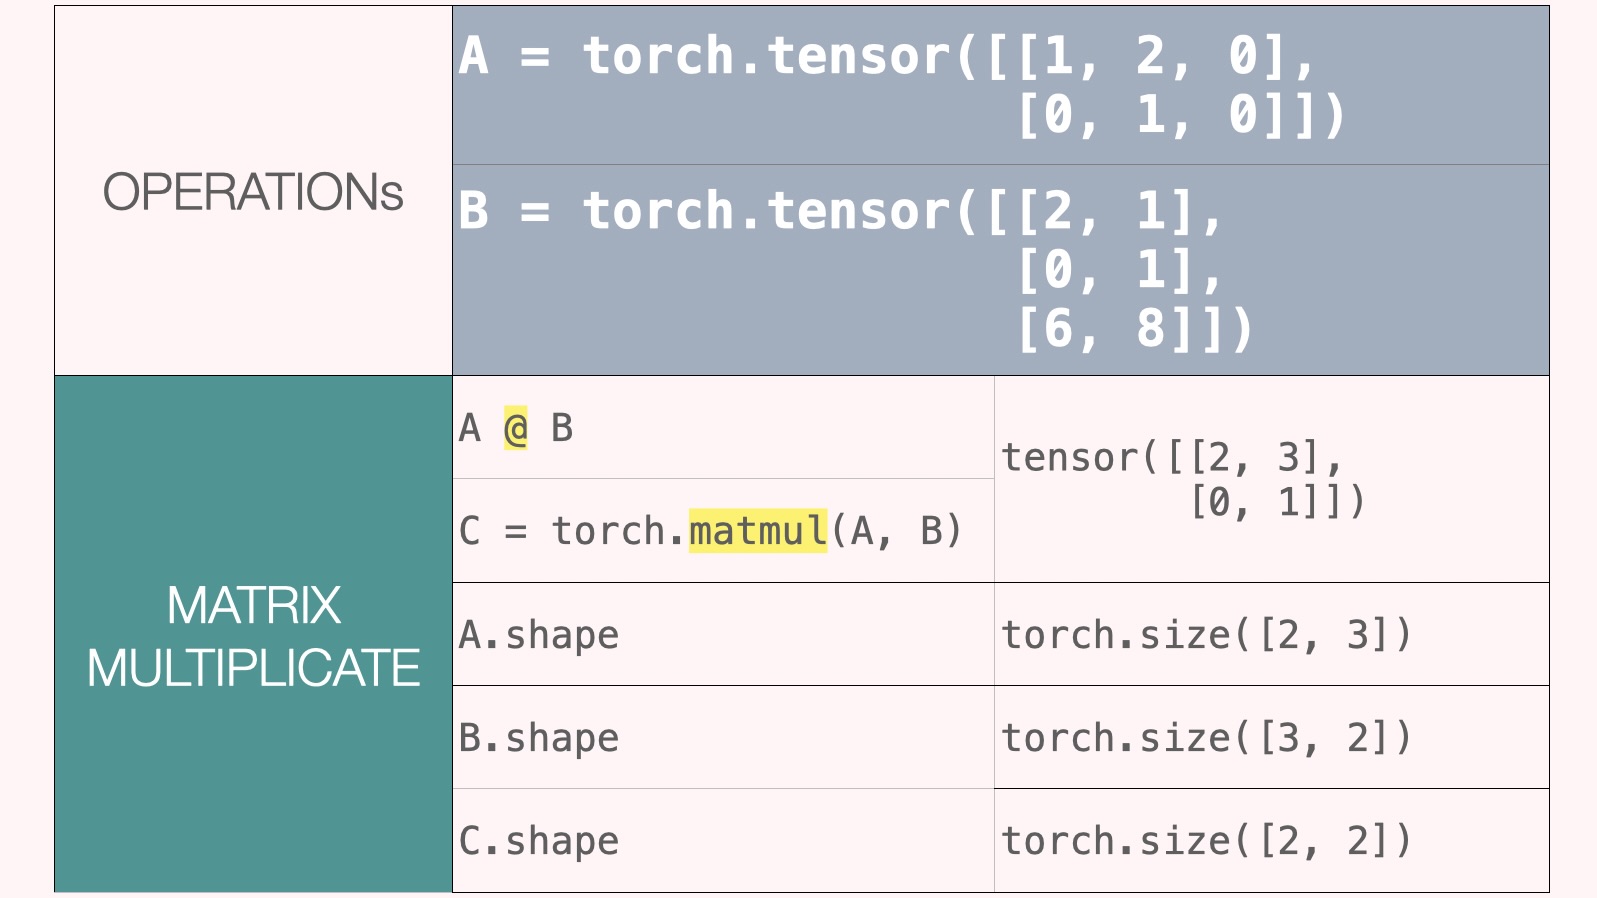 OPERATIONs
A = torch.tensor([[1, 2, 0],
[0, 1, 0]])
B = torch.tensor([[2, 1],
[0, 1],
[6, 8]])
MATRIX
MULTIPLICATE
A @ B
C = torch.matmul(A, B)
tensor([[2, 3],
[0, 1]])
A.shape
torch.size([2, 3])
B.shape
torch.size([3, 2])
C.shape
torch.size([2, 2])